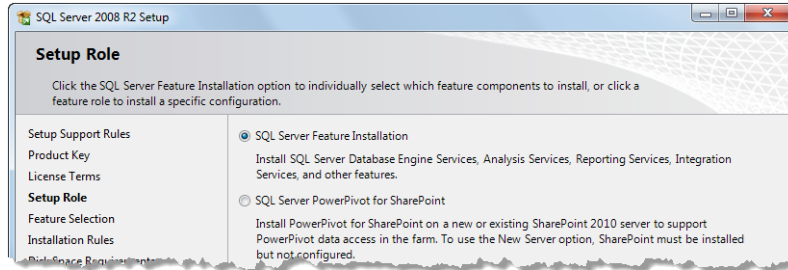 SQL Server 2008 R2 Setup
Setup Role
Click the SQL Server Feature Installation option to individually select which feature components to install, or click a
feature role to install a specific configuration.
Setup Support Rules
Product Key
License Terms
Setup Role
Feature Selection
Installation Rules
Disk Space Requirements
SQL Server Feature Installation
Install SQL Server Database Engine Services, Analysis Services, Reporting Services, Integration
Services, and other features.
SQL Server PowerPivot for SharePoint
Install PowerPivot for SharePoint on a new or existing SharePoint 2010 server to support
PowerPivot data access in the farm. To use the New Server option, SharePoint must be installed
but not configured.